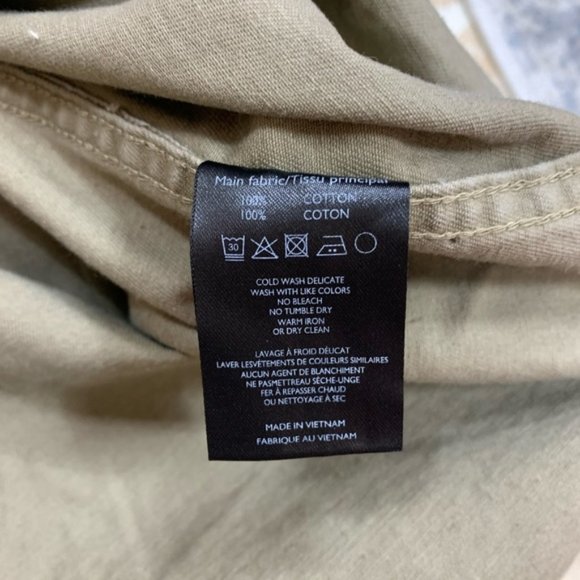 Main fabric/Tissu principal
100% COTTON
100% COTON
30
COLD WASH DELICATE
WASH WITH LIKE COLORS
NO BLEACH
NO TUMBLE DRY
WARM IRON
OR DRY CLEAN
LAVAGE À FROID DÉLICAT
LAVER LESVÊTEMENTS DE COULEURS SIMILAIRES
AUCUN AGENT DE BLANCHIMENT
NE PASMETTREAU SÈCHE-UNGE
FER À REPASSER CHAUD
OU NETTOYAGE À SEC
MADE IN VIETNAM
FABRIQUE AU VIETNAM